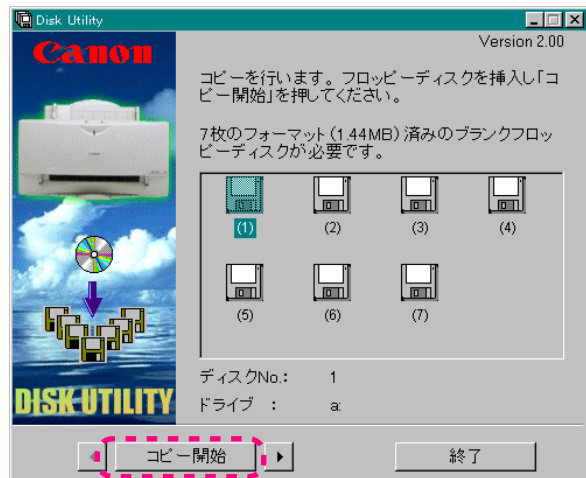 Disk Utility
Canon
Version 2.00
コピーを行います。フロッピーディスクを挿入し「コ
ピー開始」を押してください。
7枚のフォーマット(1.44MB)済みのブランクフロッ
ピーディスクが必要です。
(1) (2) (3) (4)
(5) (6) (7)
ディスクNo.: 1
ドライブ : a:
DISK UTILITY
コピー開始 終了